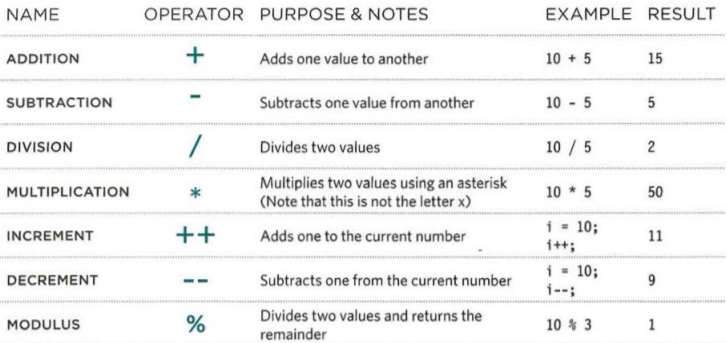 NAME OPERATOR PURPOSE & NOTES EXAMPLE RESULT
ADDITION + Adds one value to another 10 + 5 15
SUBTRACTION - Subtracts one value from another 10 - 5 5
DIVISION / Divides two values 10 / 5 2
MULTIPLICATION * Multiplies two values using an asterisk
(Note that this is not the letter x) 10 * 5 50
INCREMENT ++ Adds one to the current number i = 10;
i++; 11
DECREMENT -- Subtracts one from the current number i = 10;
i--; 9
MODULUS % Divides two values and returns the
remainder 10 % 3 1